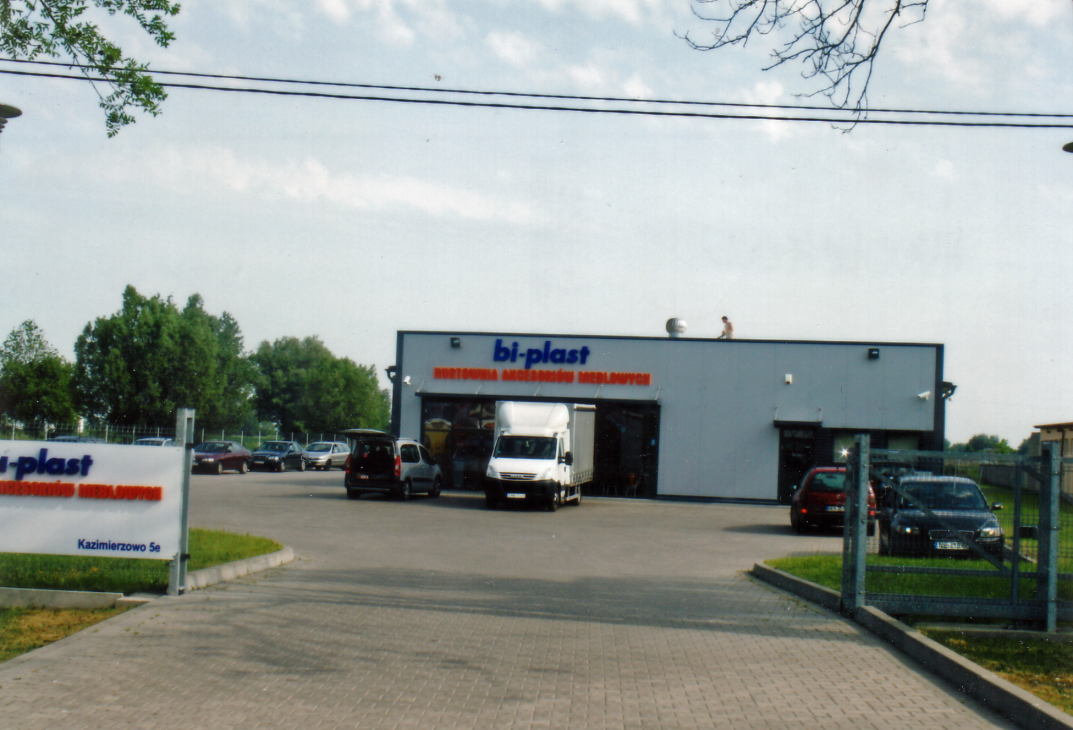 bi-plast
HURTOWNIA AKCESORIÓW MEBLOWYCH
i-plast
AKCESORIÓW MEBLOWYCH
Kazimierzowo 5e